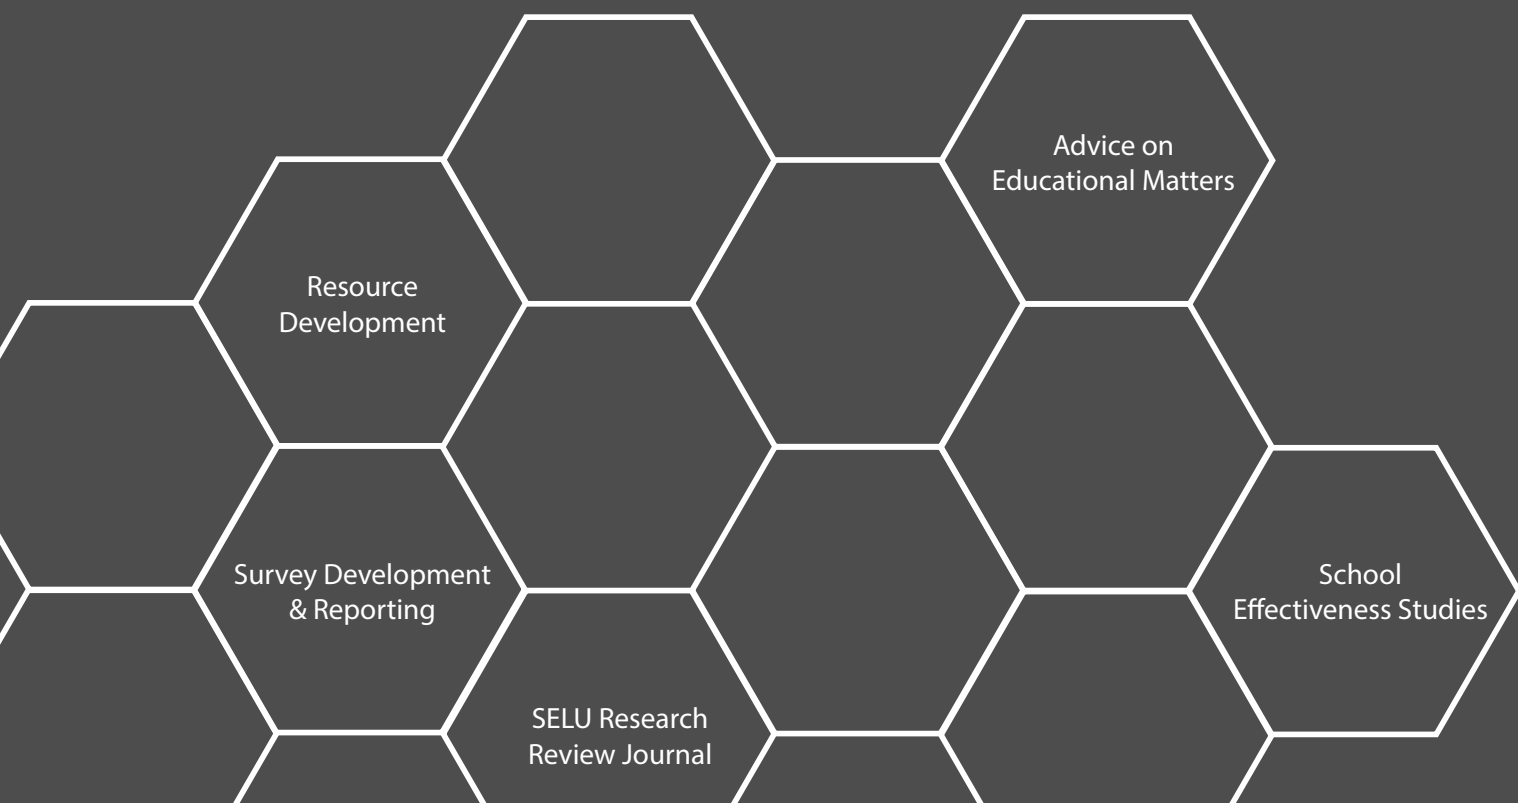 Advice on
Educational Matters
Resource
Development
Survey Development
& Reporting
School
Effectiveness Studies
SELU Research
Review Journal